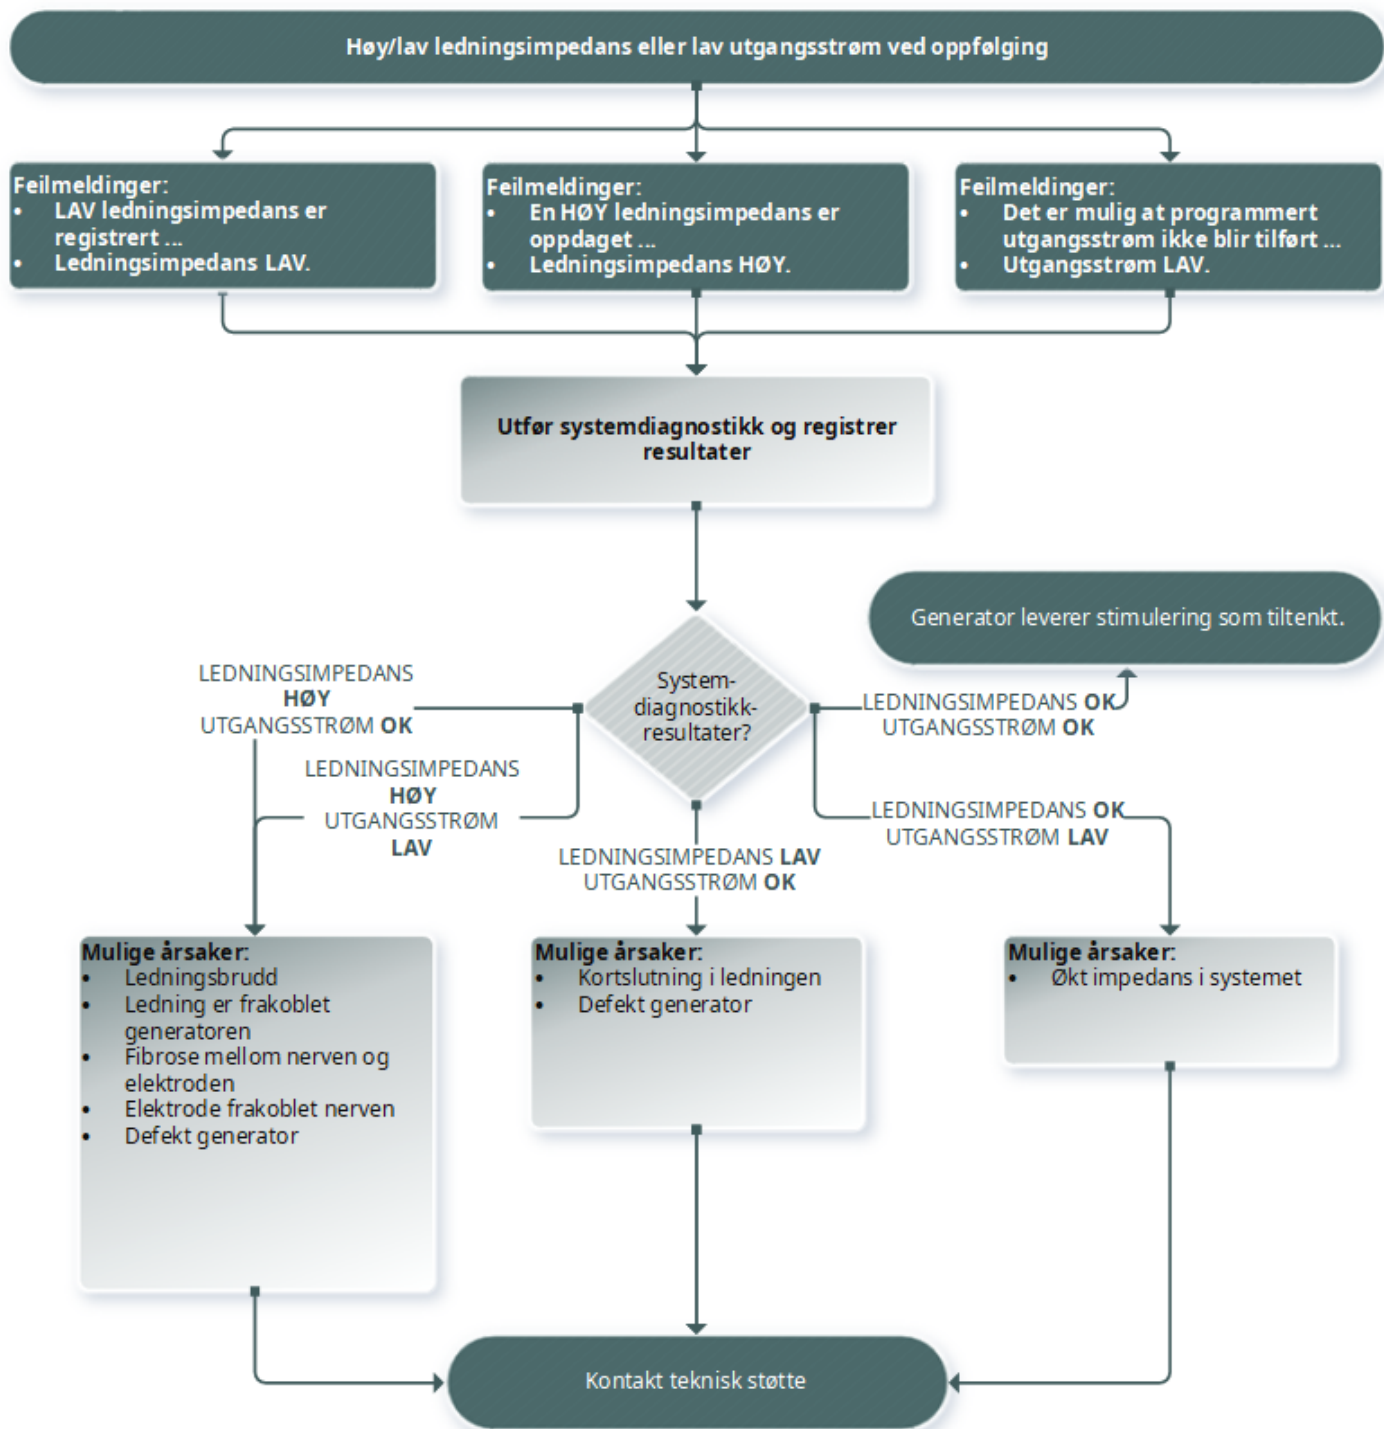 Høy/lav ledningsimpedans eller lav utgangsstrøm ved oppfølging
Feilmeldinger:
• LAV ledningsimpedans er
registrert ...
• Ledningsimpedans LAV.
Feilmeldinger:
• En HØY ledningsimpedans er
oppdaget ...
• Ledningsimpedans HØY.
Feilmeldinger:
• Det er mulig at programmert
utgangsstrøm ikke blir tilført ...
• Utgangsstrøm LAV.
Utfør systemdiagnostikk og registrer
resultater
Generator leverer stimulering som tiltenkt.
System-
diagnostikk-
resultater?
LEDNINGSIMPEDANS
HØY
UTGANGSSTRØM OK
LEDNINGSIMPEDANS OK
UTGANGSSTRØM OK
LEDNINGSIMPEDANS
HØY
UTGANGSSTRØM
LAV
LEDNINGSIMPEDANS LAV
UTGANGSSTRØM OK
LEDNINGSIMPEDANS OK
UTGANGSSTRØM LAV
Mulige årsaker:
• Ledningsbrudd
• Ledning er frakoblet
generatoren
• Fibrose mellom nerven og
elektroden
• Elektrode frakoblet nerven
• Defekt generator
Mulige årsaker:
• Kortslutning i ledningen
• Defekt generator
Mulige årsaker:
• Økt impedans i systemet
Kontakt teknisk støtte